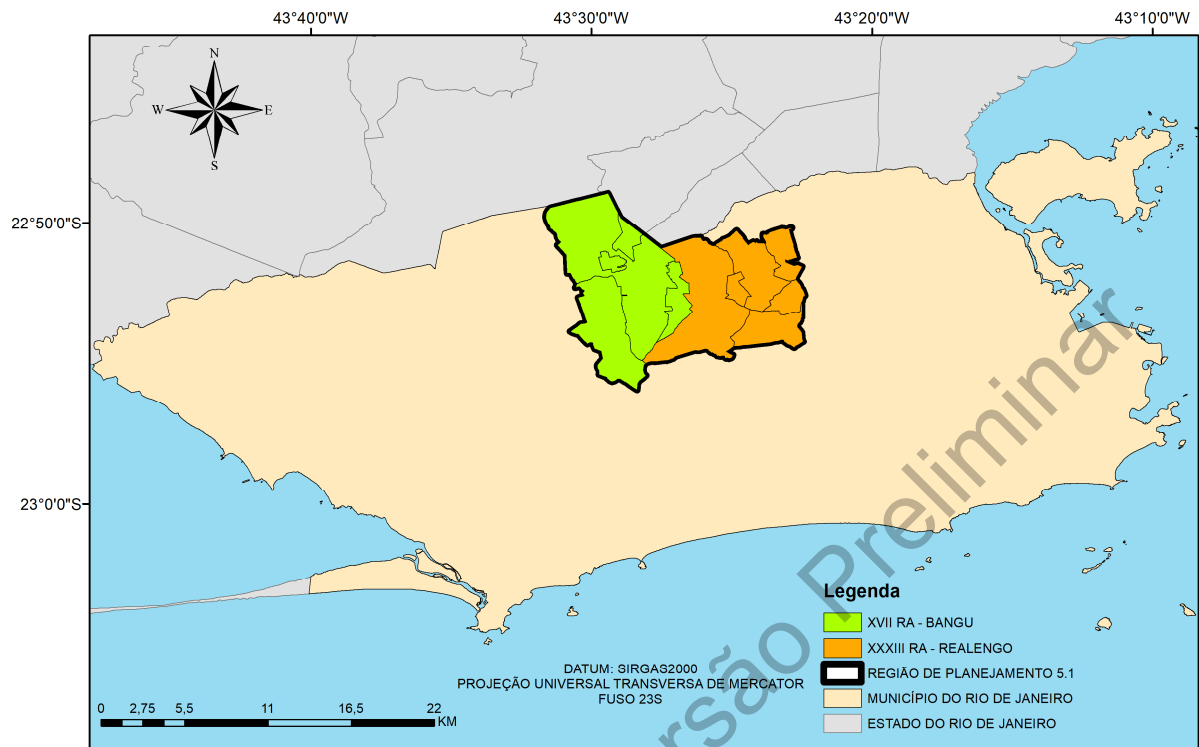 43°40'0"W 43°30'0"W 43°20'0"W 43°10'0"W
N
W E
S
22°50'0"S
23°0'0"S
Versão Preliminar
Legenda
XVII RA - BANGU
XXXIII RA - REALENGO
REGIÃO DE PLANEJAMENTO 5.1
MUNICÍPIO DO RIO DE JANEIRO
ESTADO DO RIO DE JANEIRO
DATUM: SIRGAS2000
PROJEÇÃO UNIVERSAL TRANSVERSA DE MERCATOR
FUSO 23S
0 2,75 5,5 11 16,5 22
KM